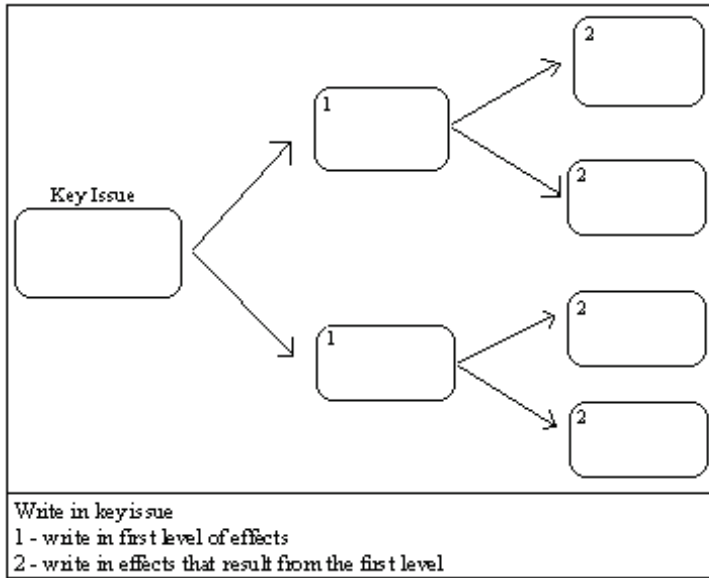 2
1
2
Key Issue
2
1
2
Write in key issue
1 - write in first level of effects
2 - write in effects that result from the first level